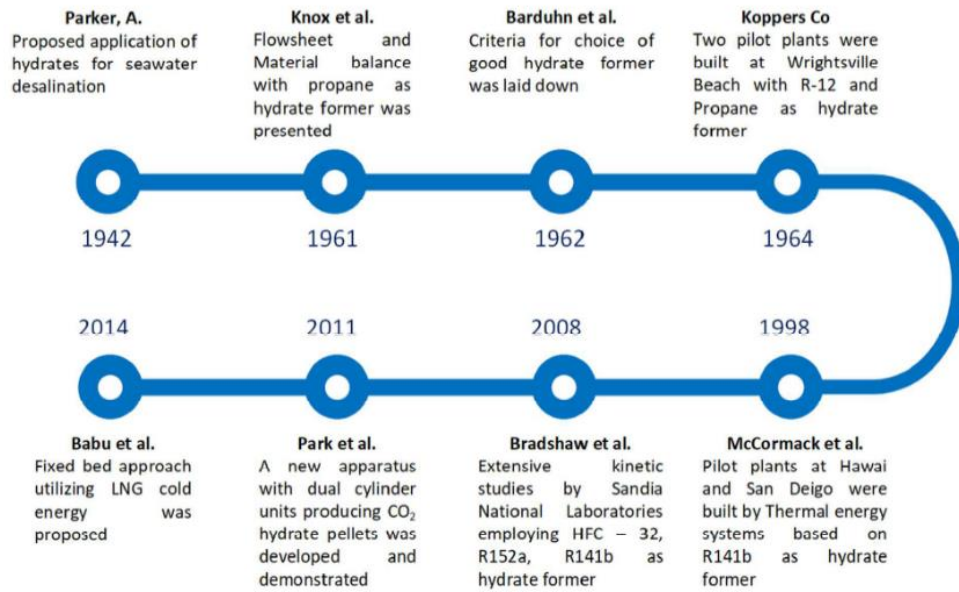 Parker, A.
Proposed application of
hydrates for seawater
desalination
Knox et al.
Flowsheet and
Material balance
with propane as
hydrate former was
presented
Barduhn et al.
Criteria for choice of
good hydrate former
was laid down
Koppers Co
Two pilot plants were
built at Wrightsville
Beach with R-12 and
Propane as hydrate
former
1942
1961
1962
1964
1998
2008
2011
2014
McCormack et al.
Pilot plants at Hawai
and San Deigo were
built by Thermal energy
systems based on
R141b as hydrate
former
Bradshaw et al.
Extensive kinetic
studies by Sandia
National Laboratories
employing HFC – 32,
R152a, R141b as
hydrate former
Park et al.
A new apparatus
with dual cylinder
units producing CO₂
hydrate pellets was
developed and
demonstrated
Babu et al.
Fixed bed approach
utilizing LNG cold
energy was
proposed